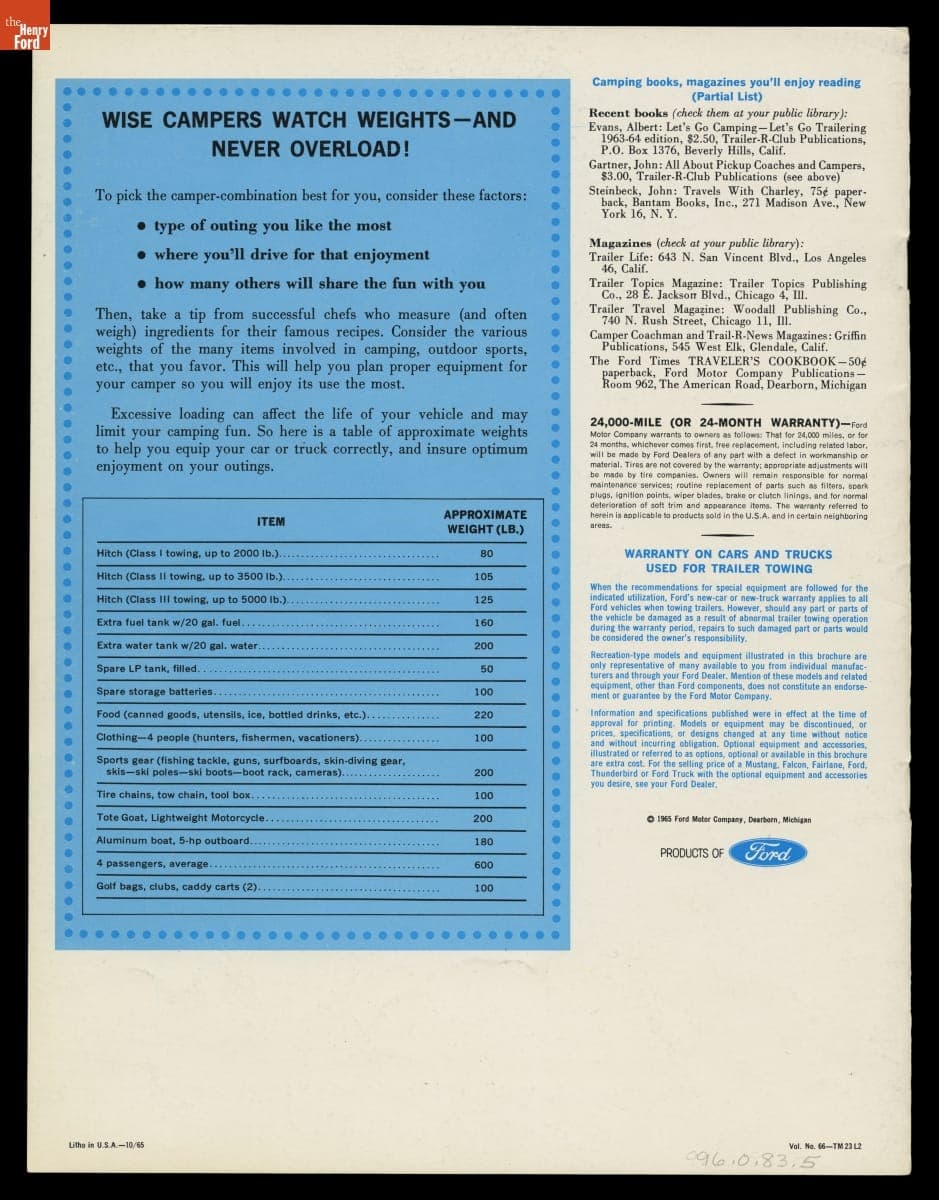 the
Henry
Ford
WISE CAMPERS WATCH WEIGHTS—AND
NEVER OVERLOAD!
To pick the camper-combination best for you, consider these factors:
● type of outing you like the most
● where you'll drive for that enjoyment
● how many others will share the fun with you
Then, take a tip from successful chefs who measure (and often
weigh) ingredients for their famous recipes. Consider the various
weights of the many items involved in camping, outdoor sports,
etc., that you favor. This will help you plan proper equipment for
your camper so you will enjoy its use the most.
Excessive loading can affect the life of your vehicle and may
limit your camping fun. So here is a table of approximate weights
to help you equip your car or truck correctly, and insure optimum
enjoyment on your outings.
ITEM APPROXIMATE WEIGHT (LB.)
Hitch (Class I towing, up to 2000 lb.) 80
Hitch (Class II towing, up to 3500 lb.) 105
Hitch (Class III towing, up to 5000 lb.) 125
Extra fuel tank w/20 gal. fuel 160
Extra water tank w/20 gal. water 200
Spare LP tank, filled 50
Spare storage batteries 100
Food (canned goods, utensils, ice, bottled drinks, etc.) 220
Clothing—4 people (hunters, fishermen, vacationers) 100
Sports gear (fishing tackle, guns, surfboards, skin-diving gear,
skis—ski poles—ski boots—boot rack, cameras) 200
Tire chains, tow chain, tool box 100
Tote Goat, Lightweight Motorcycle 200
Aluminum boat, 5-hp outboard 180
4 passengers, average 600
Golf bags, clubs, caddy carts (2) 100
Camping books, magazines you'll enjoy reading
(Partial List)
Recent books (check them at your public library):
Evans, Albert: Let's Go Camping—Let's Go Trailering
1963-64 edition, $2.50, Trailer-R-Club Publications,
P.O. Box 1376, Beverly Hills, Calif.
Gartner, John: All About Pickup Coaches and Campers,
$3.00, Trailer-R-Club Publications (see above)
Steinbeck, John: Travels With Charley, 75¢ paper-
back, Bantam Books, Inc., 271 Madison Ave., New
York 16, N. Y.
Magazines (check at your public library):
Trailer Life: 643 N. San Vincent Blvd., Los Angeles
46, Calif.
Trailer Topics Magazine: Trailer Topics Publishing
Co., 28 E. Jackson Blvd., Chicago 4, Ill.
Trailer Travel Magazine: Woodall Publishing Co.,
740 N. Rush Street, Chicago 11, Ill.
Camper Coachman and Trail-R-News Magazines: Griffin
Publications, 545 West Elk, Glendale, Calif.
The Ford Times TRAVELER'S COOKBOOK—50¢
paperback, Ford Motor Company Publications—
Room 962, The American Road, Dearborn, Michigan
24,000-MILE (OR 24-MONTH WARRANTY)—Ford
Motor Company warrants to owners as follows: That for 24,000 miles, or for
24 months, whichever comes first, free replacement, including related labor,
will be made by Ford Dealers of any part with a defect in workmanship or
material. Tires are not covered by the warranty; appropriate adjustments will
be made by tire companies. Owners will remain responsible for normal
maintenance services; routine replacement of parts such as filters, spark
plugs, ignition points, wiper blades, brake or clutch linings, and for normal
deterioration of soft trim and appearance items. The warranty referred to
herein is applicable to products sold in the U.S.A. and in certain neighboring
areas.
WARRANTY ON CARS AND TRUCKS
USED FOR TRAILER TOWING
When the recommendations for special equipment are followed for the
indicated utilization, Ford's new-car or new-truck warranty applies to all
Ford vehicles when towing trailers. However, should any part or parts of
the vehicle be damaged as a result of abnormal trailer towing operation
during the warranty period, repairs to such damaged part or parts would
be considered the owner's responsibility.
Recreation-type models and equipment illustrated in this brochure are
only representative of many available to you from individual manufac-
turers and through your Ford Dealer. Mention of these models and related
equipment, other than Ford components, does not constitute an endorse-
ment or guarantee by the Ford Motor Company.
Information and specifications published were in effect at the time of
approval for printing. Models or equipment may be discontinued, or
prices, specifications, or designs changed at any time without notice
and without incurring obligation. Optional equipment and accessories,
illustrated or referred to as options, optional or available in this brochure
are extra cost. For the selling price of a Mustang, Falcon, Fairlane, Ford,
Thunderbird or Ford Truck with the optional equipment and accessories
you desire, see your Ford Dealer.
© 1965 Ford Motor Company, Dearborn, Michigan
PRODUCTS OF Ford
Litho in U.S.A.—10/65
Vol. No. 66—TM 23 L2
96.0.83.5